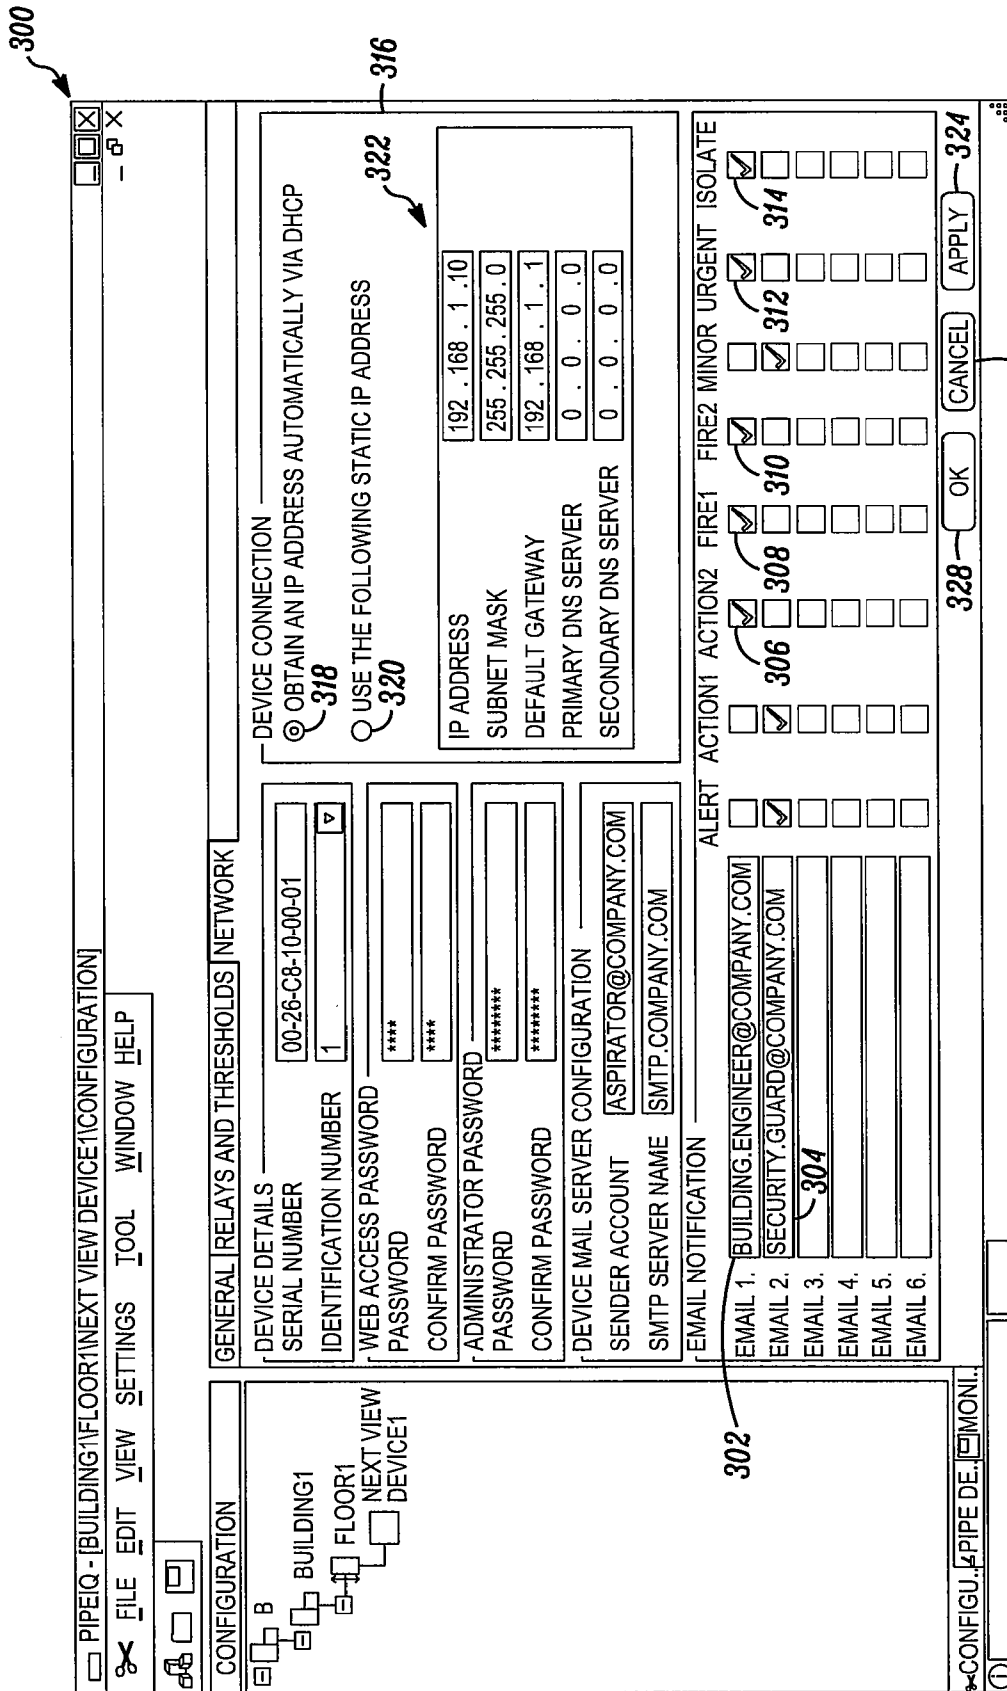 300
PIPEIQ - [BUILDING1\FLOOR1\NEXT VIEW DEVICE1\CONFIGURATION]
FILE EDIT VIEW SETTINGS TOOL WINDOW HELP
CONFIGURATION
B
BUILDING1
FLOOR1
NEXT VIEW
DEVICE1
GENERAL RELAYS AND THRESHOLDS NETWORK
DEVICE DETAILS
SERIAL NUMBER 00-26-C8-10-00-01
IDENTIFICATION NUMBER 1
WEB ACCESS PASSWORD
PASSWORD ****
CONFIRM PASSWORD ****
ADMINISTRATOR PASSWORD
PASSWORD ********
CONFIRM PASSWORD ********
DEVICE MAIL SERVER CONFIGURATION
SENDER ACCOUNT ASPIRATOR@COMPANY.COM
SMTP SERVER NAME SMTP.COMPANY.COM
DEVICE CONNECTION
OBTAIN AN IP ADDRESS AUTOMATICALLY VIA DHCP
318
316
USE THE FOLLOWING STATIC IP ADDRESS
320
322
IP ADDRESS 192 . 168 . 1 .10
SUBNET MASK 255 . 255 . 255 . 0
DEFAULT GATEWAY 192 . 168 . 1 . 1
PRIMARY DNS SERVER 0 . 0 . 0 . 0
SECONDARY DNS SERVER 0 . 0 . 0 . 0
EMAIL NOTIFICATION
ALERT ACTION1 ACTION2 FIRE1 FIRE2 MINOR URGENT ISOLATE
EMAIL 1. BUILDING.ENGINEER@COMPANY.COM
EMAIL 2. SECURITY.GUARD@COMPANY.COM
EMAIL 3.
EMAIL 4.
EMAIL 5.
EMAIL 6.
302
304
306
308
310
312
314
328
OK CANCEL APPLY
324
CONFIGU.. PIPE DE.. MONI..